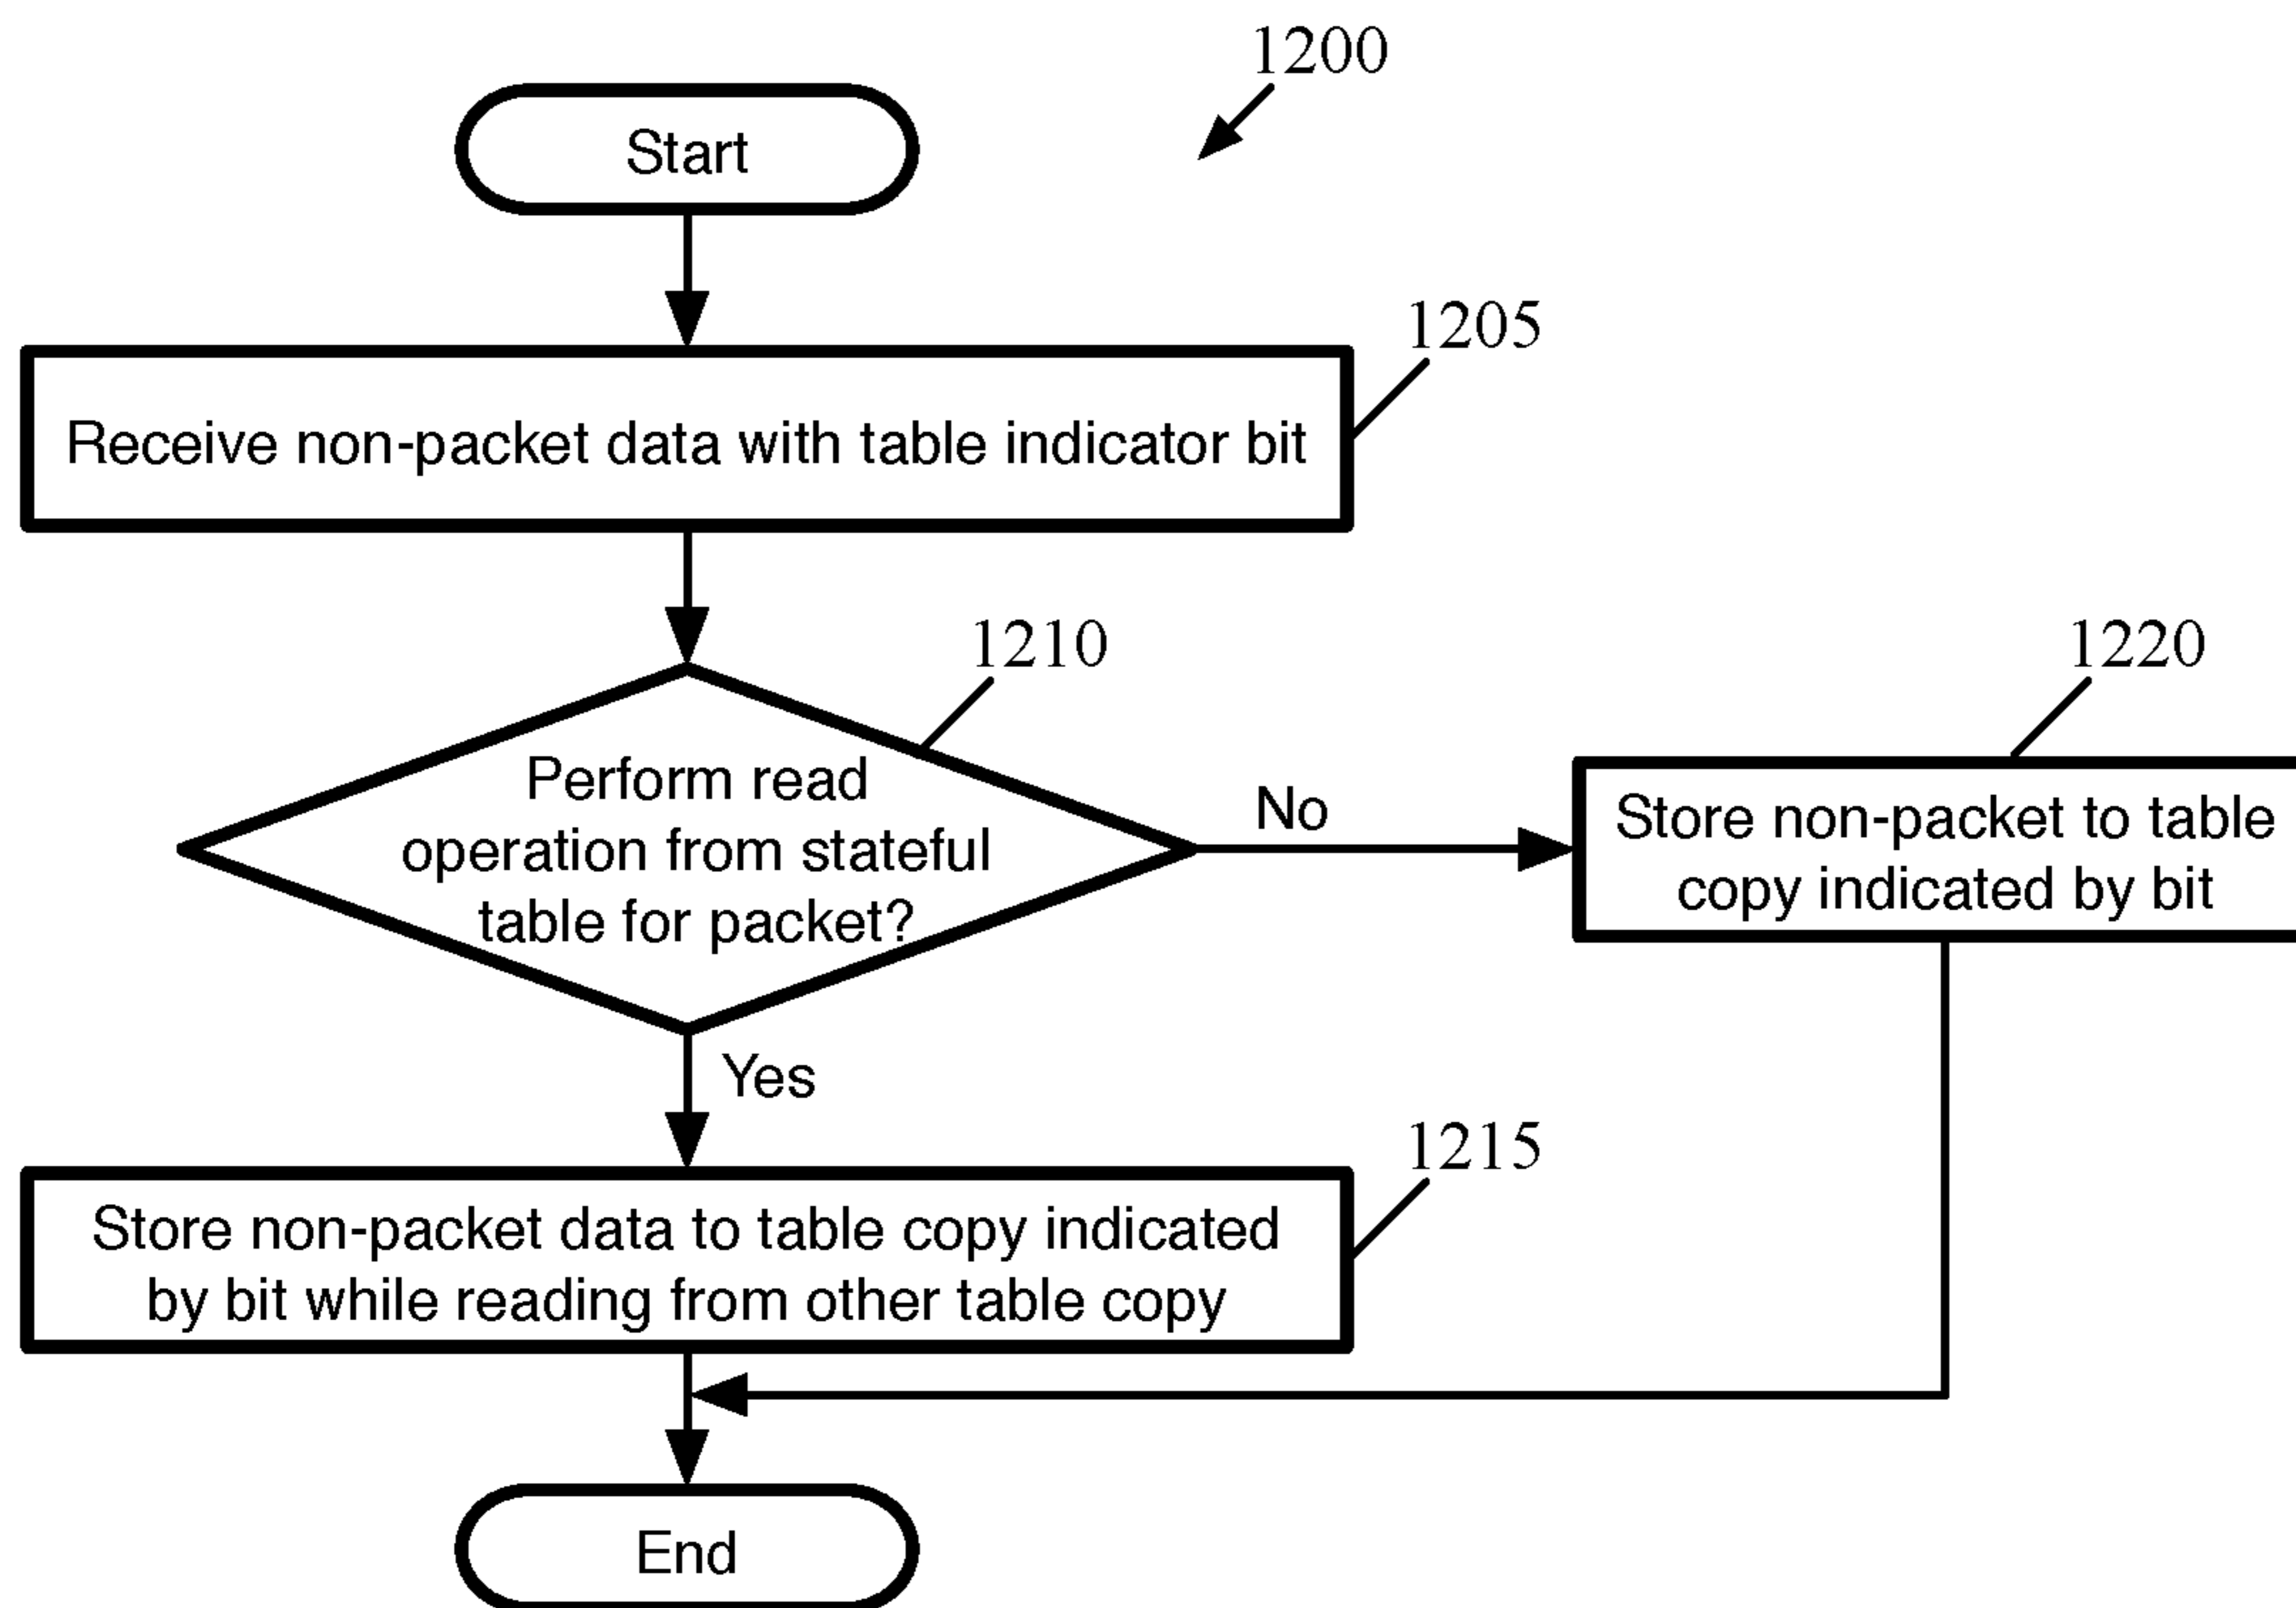 1200
Start
1205
Receive non-packet data with table indicator bit
1210
Perform read
operation from stateful
table for packet?
No
1220
Store non-packet to table
copy indicated by bit
Yes
1215
Store non-packet data to table copy indicated
by bit while reading from other table copy
End